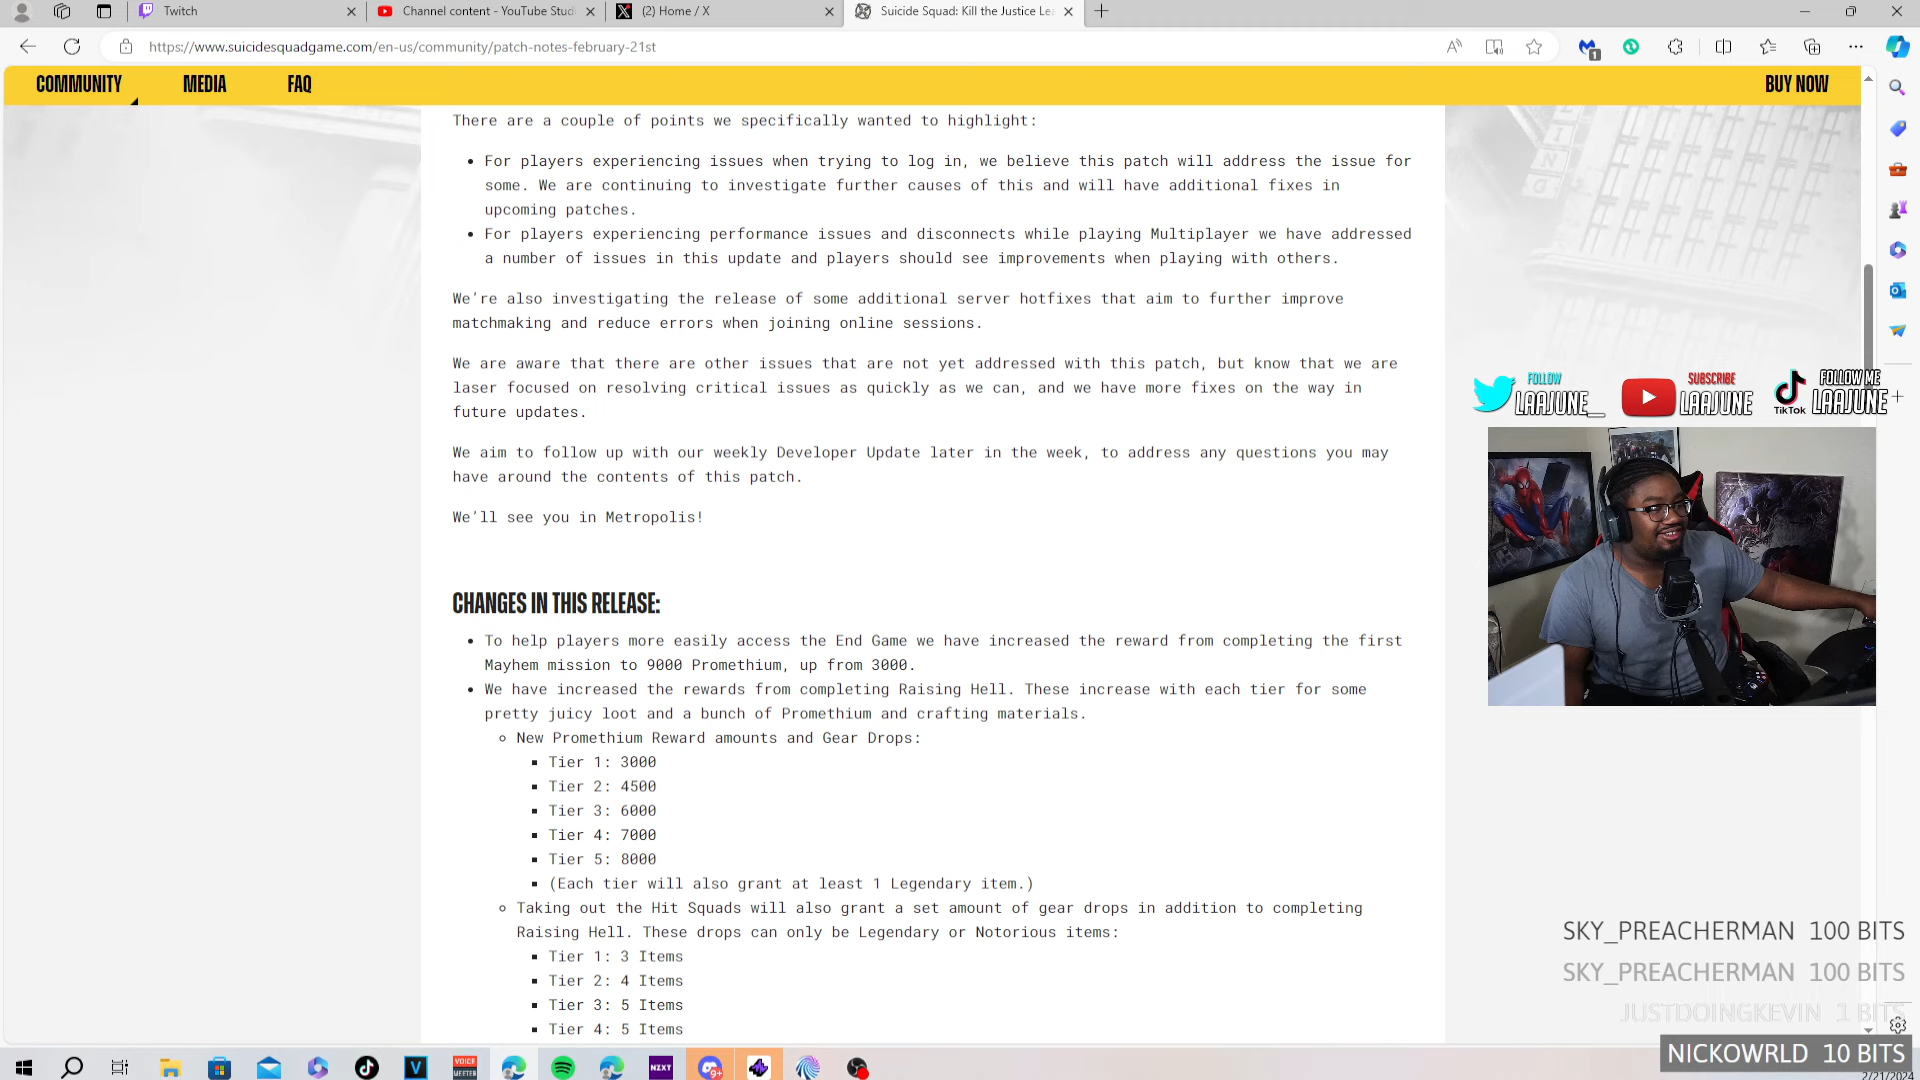 Twitch
Channel content - YouTube Stud
(2) Home / X
Suicide Squad: Kill the Justice Le
https://www.suicidesquadgame.com/en-us/community/patch-notes-february-21st
COMMUNITY MEDIA FAQ BUY NOW
There are a couple of points we specifically wanted to highlight:
• For players experiencing issues when trying to log in, we believe this patch will address the issue for
some. We are continuing to investigate further causes of this and will have additional fixes in
upcoming patches.
• For players experiencing performance issues and disconnects while playing Multiplayer we have addressed
a number of issues in this update and players should see improvements when playing with others.
We're also investigating the release of some additional server hotfixes that aim to further improve
matchmaking and reduce errors when joining online sessions.
We are aware that there are other issues that are not yet addressed with this patch, but know that we are
laser focused on resolving critical issues as quickly as we can, and we have more fixes on the way in
future updates.
We aim to follow up with our weekly Developer Update later in the week, to address any questions you may
have around the contents of this patch.
We'll see you in Metropolis!
CHANGES IN THIS RELEASE:
• To help players more easily access the End Game we have increased the reward from completing the first
Mayhem mission to 9000 Promethium, up from 3000.
• We have increased the rewards from completing Raising Hell. These increase with each tier for some
pretty juicy loot and a bunch of Promethium and crafting materials.
◦ New Promethium Reward amounts and Gear Drops:
▪ Tier 1: 3000
▪ Tier 2: 4500
▪ Tier 3: 6000
▪ Tier 4: 7000
▪ Tier 5: 8000
▪ (Each tier will also grant at least 1 Legendary item.)
◦ Taking out the Hit Squads will also grant a set amount of gear drops in addition to completing
Raising Hell. These drops can only be Legendary or Notorious items:
▪ Tier 1: 3 Items
▪ Tier 2: 4 Items
▪ Tier 3: 5 Items
▪ Tier 4: 5 Items
FOLLOW
LAAJUNE_
SUBSCRIBE
LAAJUNE
TikTok
FOLLOW ME
LAAJUNE
SKY_PREACHERMAN 100 BITS
SKY_PREACHERMAN 100 BITS
JUSTDOINGKEVIN 1 BITS
NICKOWRLD 10 BITS
VOICE
MEETER
NZXT
9+
1
2/21/2024